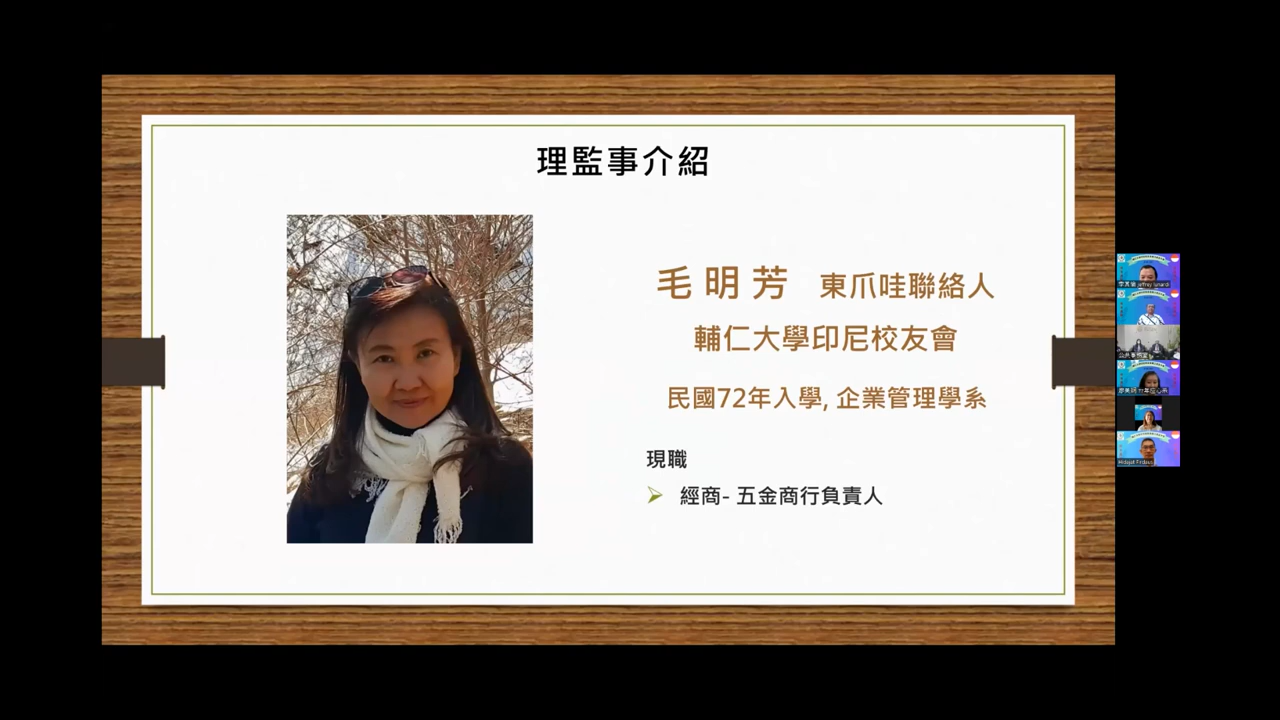 理監事介紹
毛明芳 東爪哇聯絡人
輔仁大學印尼校友會
民國72年入學, 企業管理學系
現職
經商- 五金商行負責人
Hidajat Firdaus